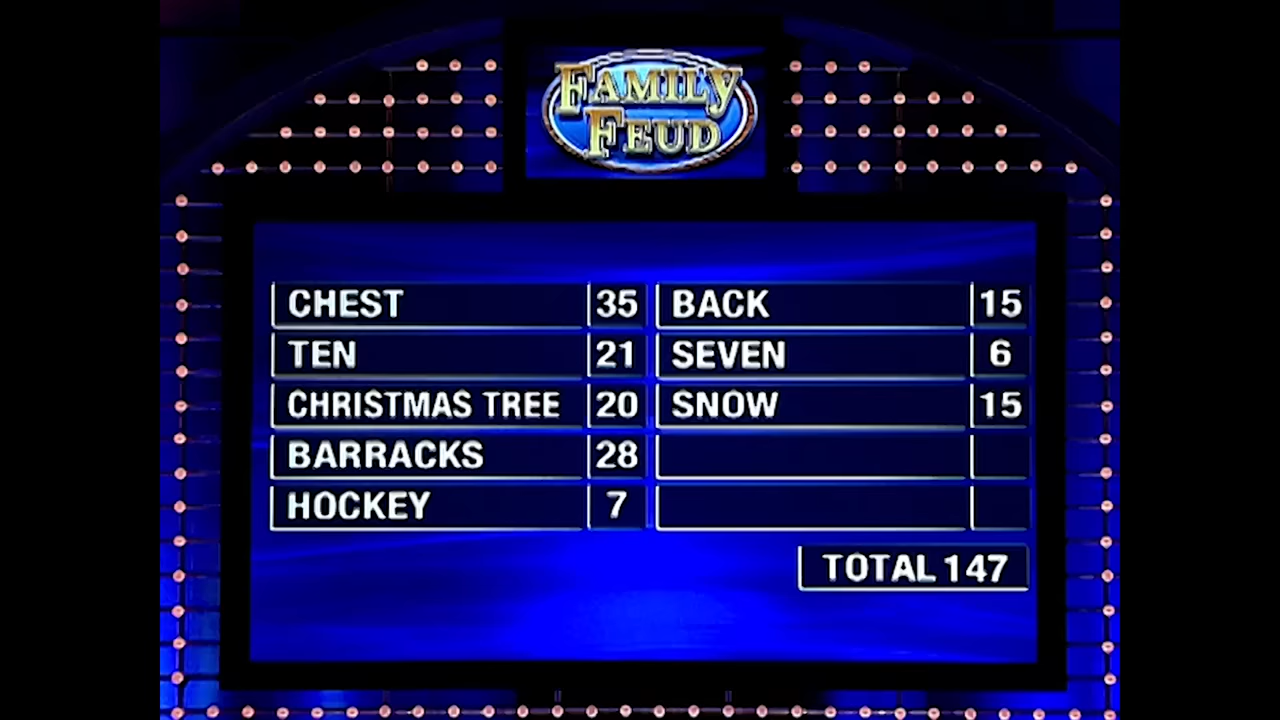 FAMILY
FEUD
CHEST 35 BACK 15
TEN 21 SEVEN 6
CHRISTMAS TREE 20 SNOW 15
BARRACKS 28
HOCKEY 7
TOTAL 147